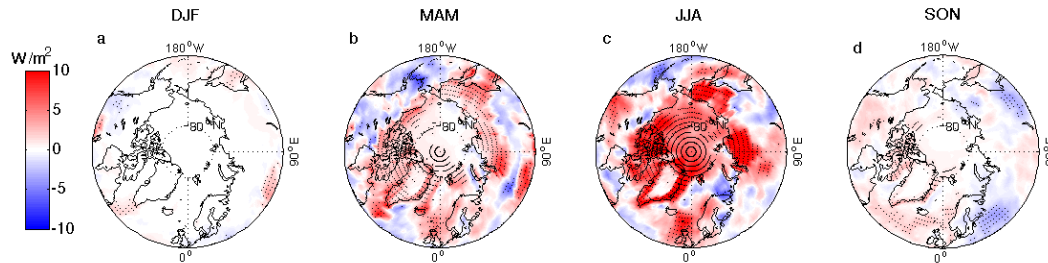 DJF MAM JJA SON
W/m²
a b c d
180°W 180°W 180°W 180°W
10
5
0
-5
-10
80°N 80°N 80°N 80°N
90°E 90°E 90°E 90°E
0° 0° 0° 0°